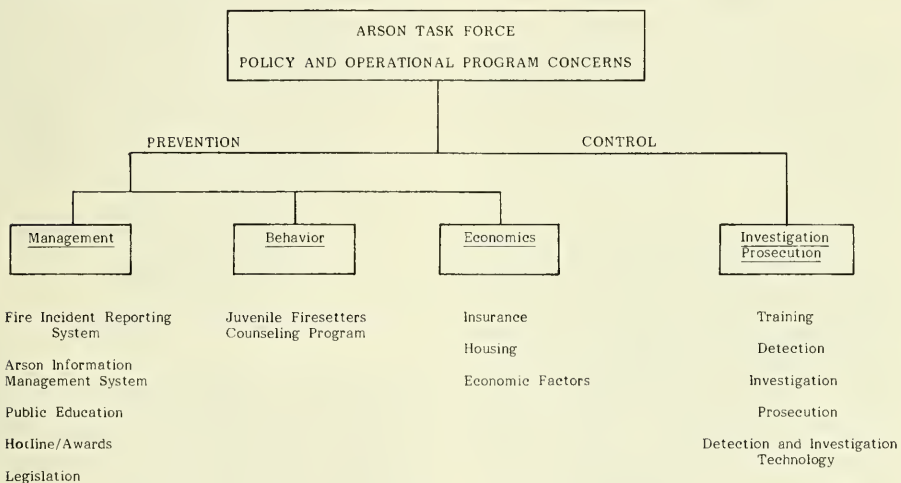 ARSON TASK FORCE
POLICY AND OPERATIONAL PROGRAM CONCERNS
PREVENTION
CONTROL
Management
Behavior
Economics
Investigation
Prosecution
Fire Incident Reporting
System
Arson Information
Management System
Public Education
Hotline/Awards
Legislation
Juvenile Firesetters
Counseling Program
Insurance
Housing
Economic Factors
Training
Detection
Investigation
Prosecution
Detection and Investigation
Technology